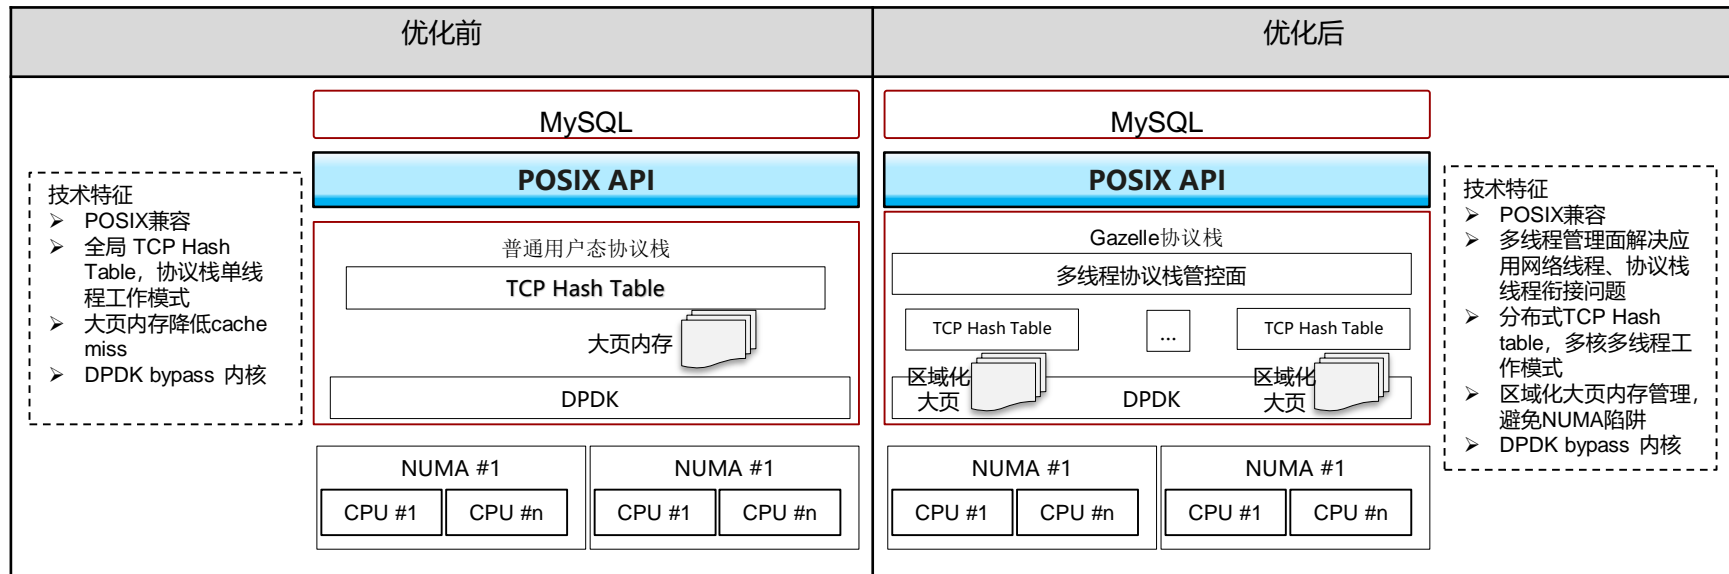 优化前
优化后
技术特征
➢ POSIX兼容
➢ 全局 TCP Hash
Table，协议栈单线
程工作模式
➢ 大页内存降低cache
miss
➢ DPDK bypass 内核
MySQL
POSIX API
普通用户态协议栈
TCP Hash Table
大页内存
DPDK
NUMA #1
CPU #1
CPU #n
NUMA #1
CPU #1
CPU #n
MySQL
POSIX API
Gazelle协议栈
多线程协议栈管控面
TCP Hash Table
...
TCP Hash Table
区域化
大页
DPDK
区域化
大页
NUMA #1
CPU #1
CPU #n
NUMA #1
CPU #1
CPU #n
技术特征
➢ POSIX兼容
➢ 多线程管理面解决应
用网络线程、协议栈
线程衔接问题
➢ 分布式TCP Hash
table，多核多线程工
作模式
➢ 区域化大页内存管理，
避免NUMA陷阱
➢ DPDK bypass 内核